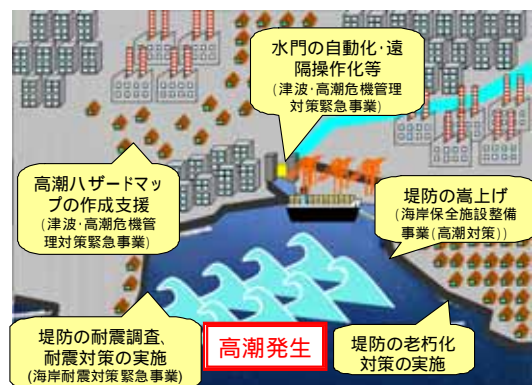 水門の自動化・遠
隔操作化等
(津波・高潮危機管理
対策緊急事業)
高潮ハザードマッ
プの作成支援
(津波・高潮危機管
理対策緊急事業)
堤防の嵩上げ
(海岸保全施設整備
事業(高潮対策))
堤防の耐震調査、
耐震対策の実施
(海岸耐震対策緊急事業)
高潮発生
堤防の老朽化
対策の実施